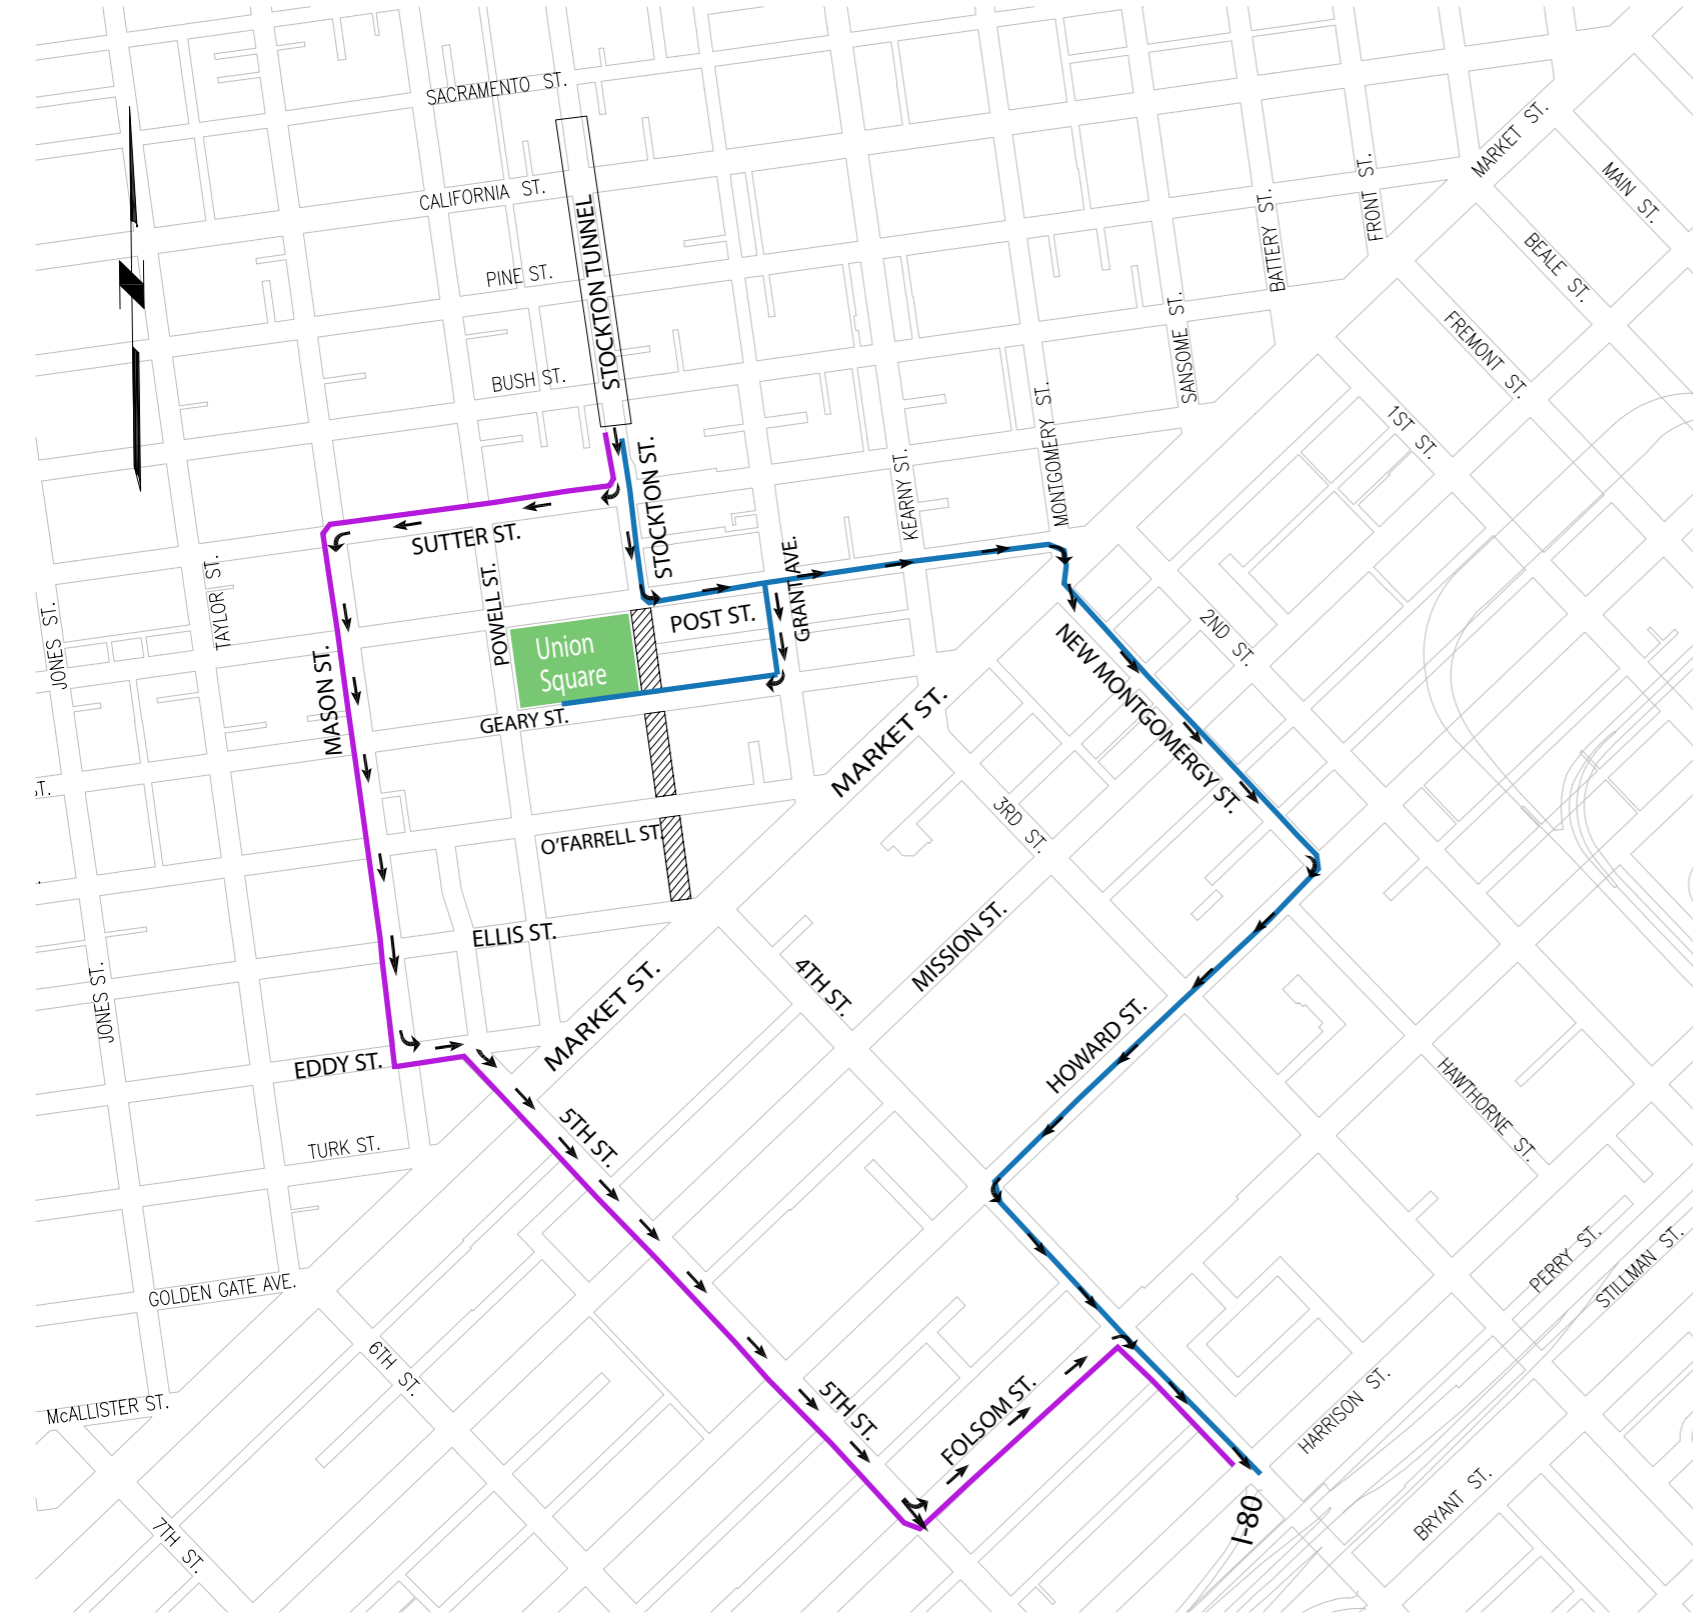 SACRAMENTO ST.
MARKET ST.
MAIN ST.
CALIFORNIA ST.
FRONT ST.
BATTERY ST.
STOCKTON TUNNEL
BEALE ST.
PINE ST.
SANSOME ST.
FREMONT ST.
BUSH ST.
MONTGOMERY ST.
1ST ST.
STOCKTON ST.
KEARNY ST.
SUTTER ST.
GRANT AVE.
TAYLOR ST.
POWELL ST.
JONES ST.
POST ST.
2ND ST.
Union
Square
MASON ST.
NEW MONTGOMERGY ST.
GEARY ST.
MARKET ST.
ST.
3RD ST.
O'FARRELL ST.
ELLIS ST.
MISSION ST.
4TH ST.
JONES ST.
MARKET ST.
HOWARD ST.
EDDY ST.
HAWTHORNE ST.
5TH ST.
TURK ST.
PERRY ST.
STILLMAN ST.
GOLDEN GATE AVE.
6TH ST.
5TH ST.
FOLSOM ST.
HARRISON ST.
McALLISTER ST.
BRYANT ST.
I-80
7TH ST.